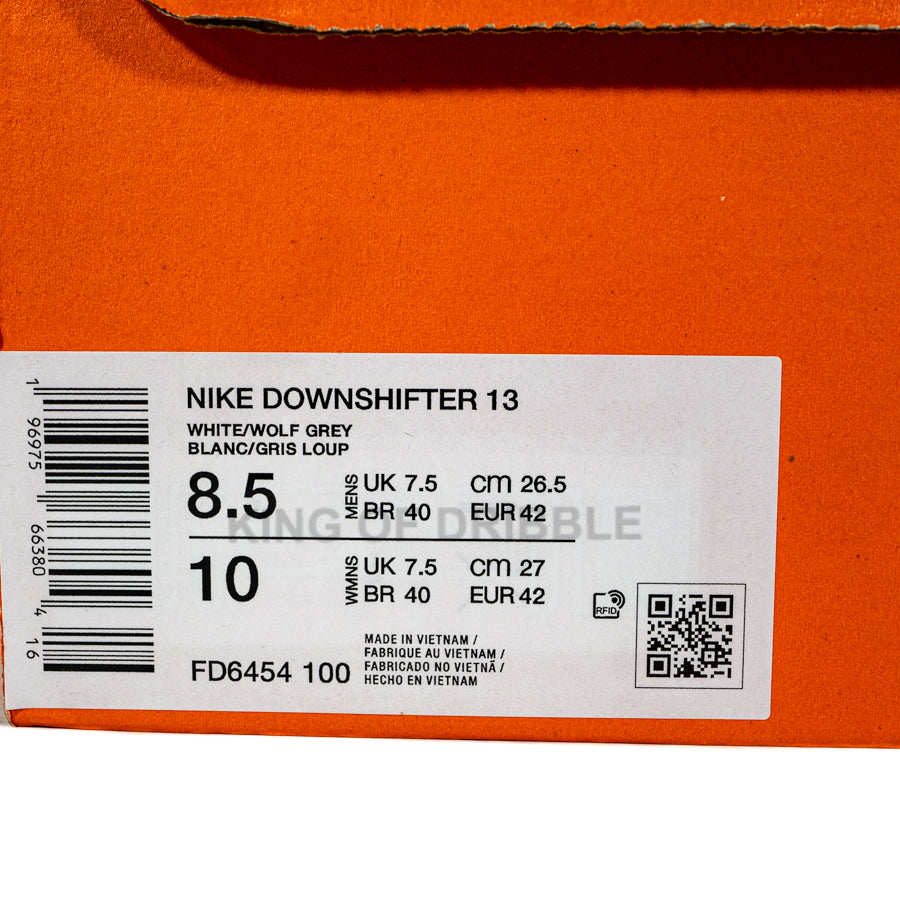 NIKE DOWNSHIFTER 13
WHITE/WOLF GREY
BLANC/GRIS LOUP
8.5 MENS UK 7.5 CM 26.5
BR 40 EUR 42
KING OF DRIBBLE
10 WMNS UK 7.5 CM 27
BR 40 EUR 42
RFID
FD6454 100
MADE IN VIETNAM /
FABRIQUE AU VIETNAM /
FABRICADO NO VIETNÃ /
HECHO EN VIETNAM
1 96975 66380 4 16